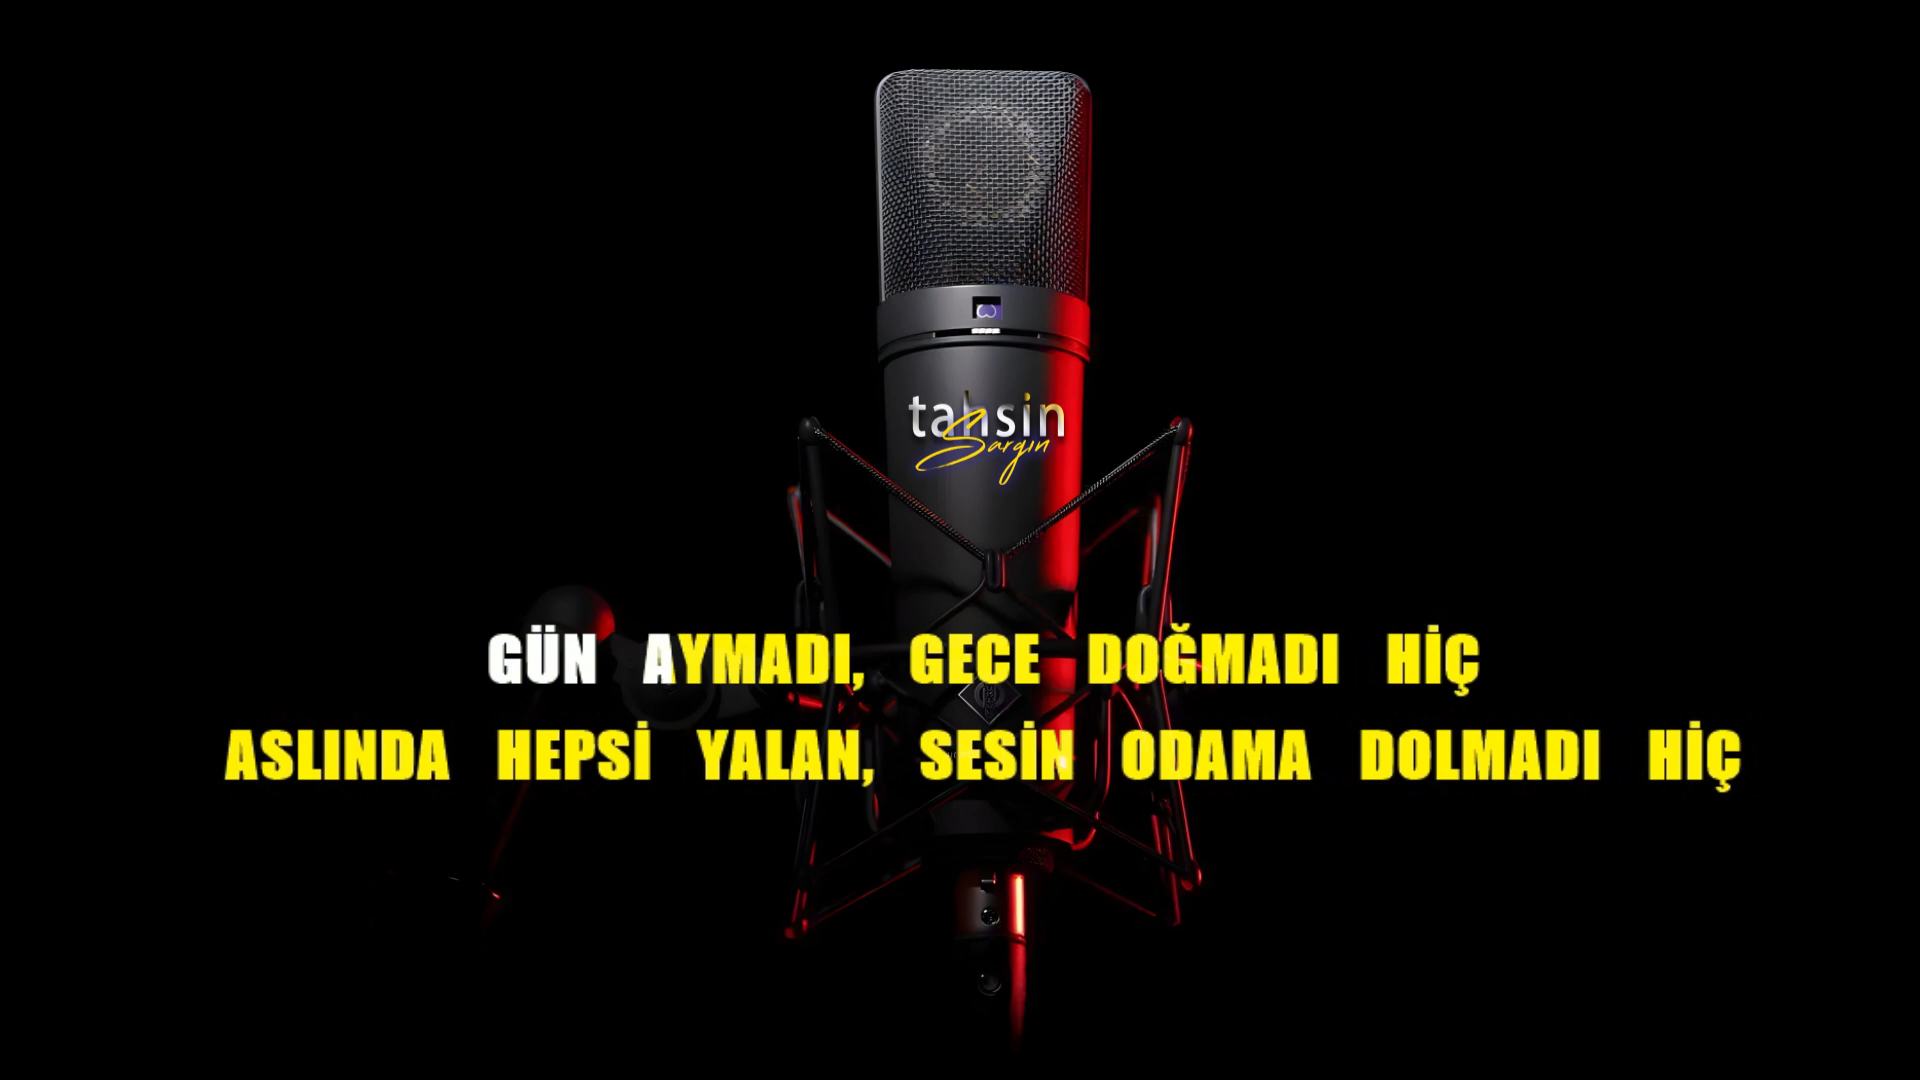 tahsin
Sargın
GÜN AYMADI, GECE DOĞMADI HİÇ
ASLINDA HEPSİ YALAN, SESİN ODAMA DOLMADI HİÇ